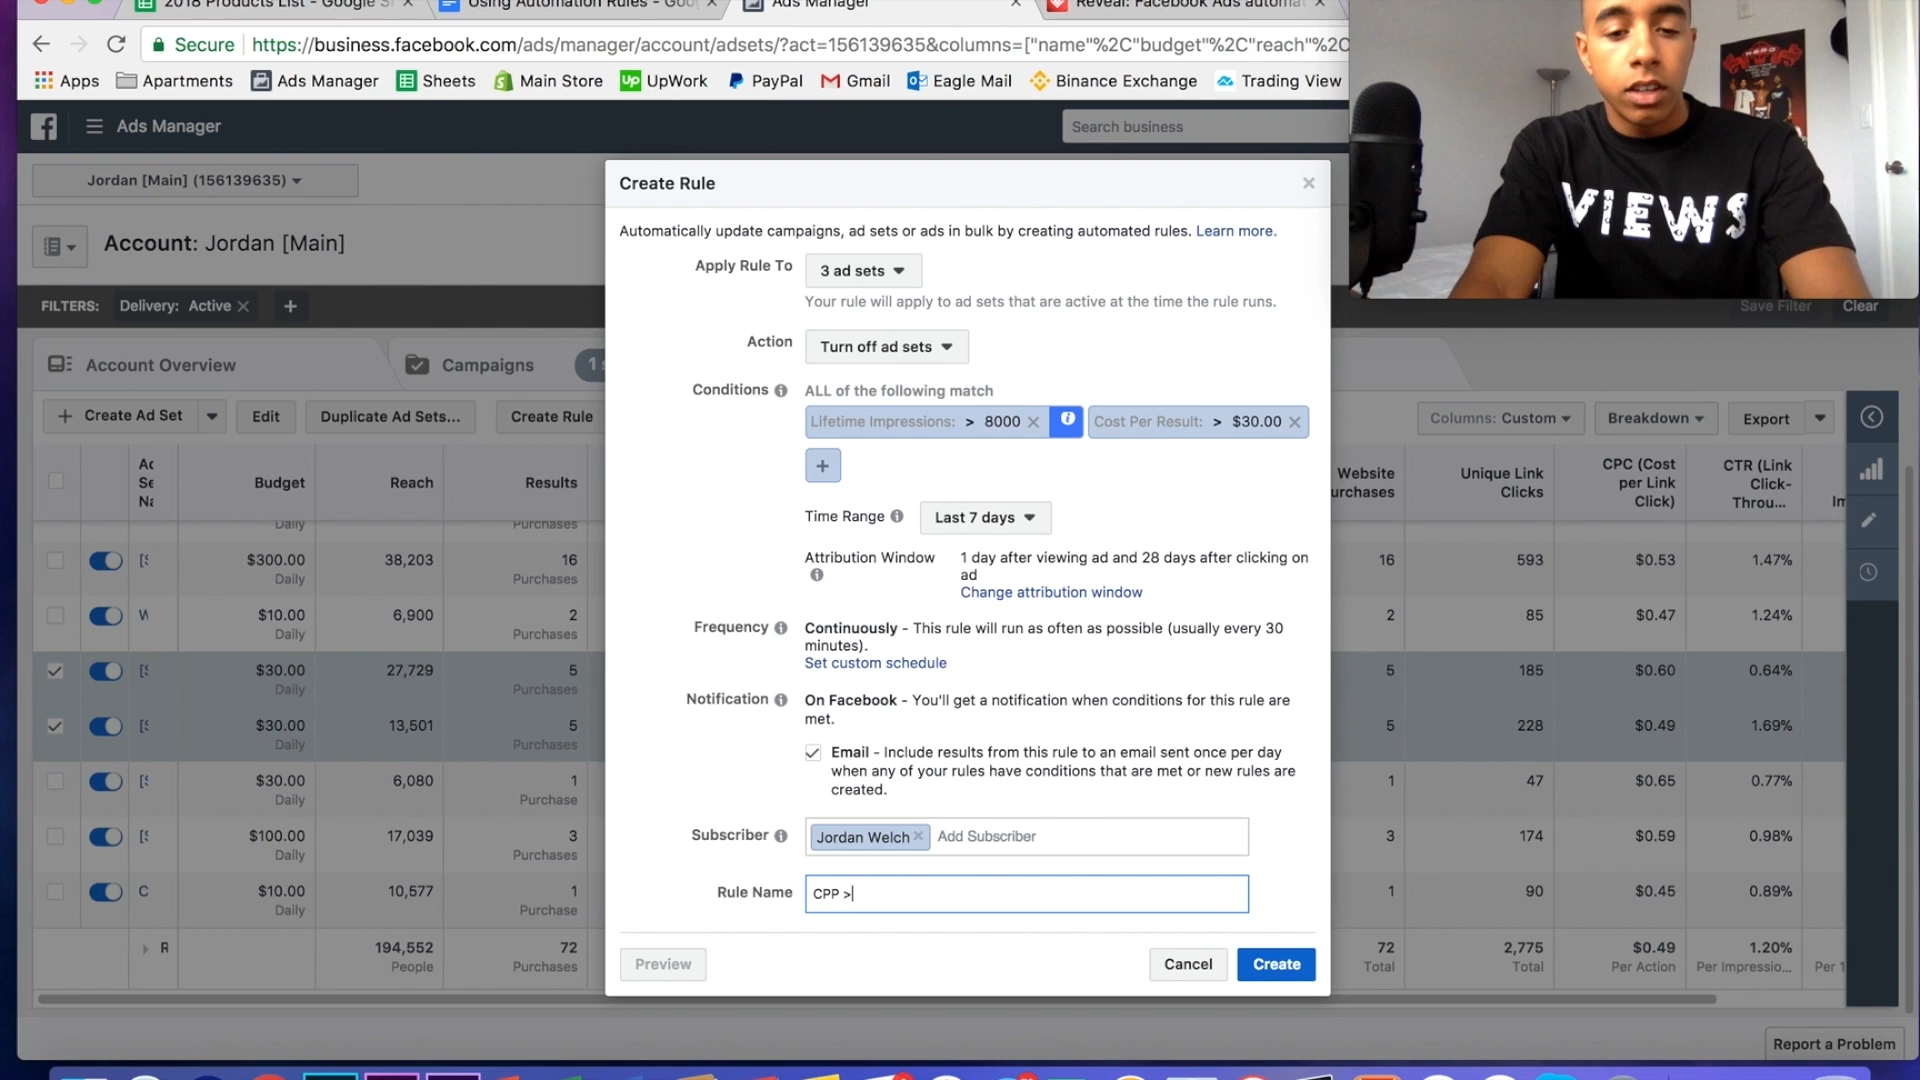 2018 Products List - Google S
Using Automation Rules - Goo
Ads Manager
Reveal: Facebook Ads automat
Secure
https://business.facebook.com/ads/manager/account/adsets/?act=156139635&columns=["name"%2C"budget"%2C"reach"%2C
Apps
Apartments
Ads Manager
Sheets
Main Store
UpWork
PayPal
Gmail
Eagle Mail
Binance Exchange
Trading View
VIEWS
Ads Manager
Search business
Jordan [Main] (156139635)
Account: Jordan [Main]
FILTERS: Delivery: Active
Save Filter
Clear
Account Overview
Campaigns
Create Ad Set
Edit
Duplicate Ad Sets...
Create Rule
Columns: Custom
Breakdown
Export
Budget
Reach
Results
Website
Unique Link
Clicks
CPC (Cost
per Link
Click)
CTR (Link
Click-
Throu...
Daily
Purchases
$300.00 38,203 16
Daily Purchases
16 593 $0.53 1.47%
$10.00 6,900 2
Daily Purchases
2 85 $0.47 1.24%
$30.00 27,729 5
Daily Purchases
5 185 $0.60 0.64%
$30.00 13,501 5
Daily Purchases
5 228 $0.49 1.69%
$30.00 6,080 1
Daily Purchase
1 47 $0.65 0.77%
$100.00 17,039 3
Daily Purchases
3 174 $0.59 0.98%
$10.00 10,577 1
Daily Purchase
1 90 $0.45 0.89%
194,552 72
People Purchases
72 2,775 $0.49 1.20%
Total Total Per Action Per Impressio... Per 1
Create Rule
Automatically update campaigns, ad sets or ads in bulk by creating automated rules. Learn more.
Apply Rule To 3 ad sets
Your rule will apply to ad sets that are active at the time the rule runs.
Action Turn off ad sets
Conditions ALL of the following match
Lifetime Impressions: > 8000
Cost Per Result: > $30.00
+
Time Range Last 7 days
Attribution Window 1 day after viewing ad and 28 days after clicking on
ad
Change attribution window
Frequency Continuously - This rule will run as often as possible (usually every 30
minutes).
Set custom schedule
Notification On Facebook - You'll get a notification when conditions for this rule are
met.
Email - Include results from this rule to an email sent once per day
when any of your rules have conditions that are met or new rules are
created.
Subscriber Jordan Welch Add Subscriber
Rule Name CPP >
Preview
Cancel
Create
Report a Problem